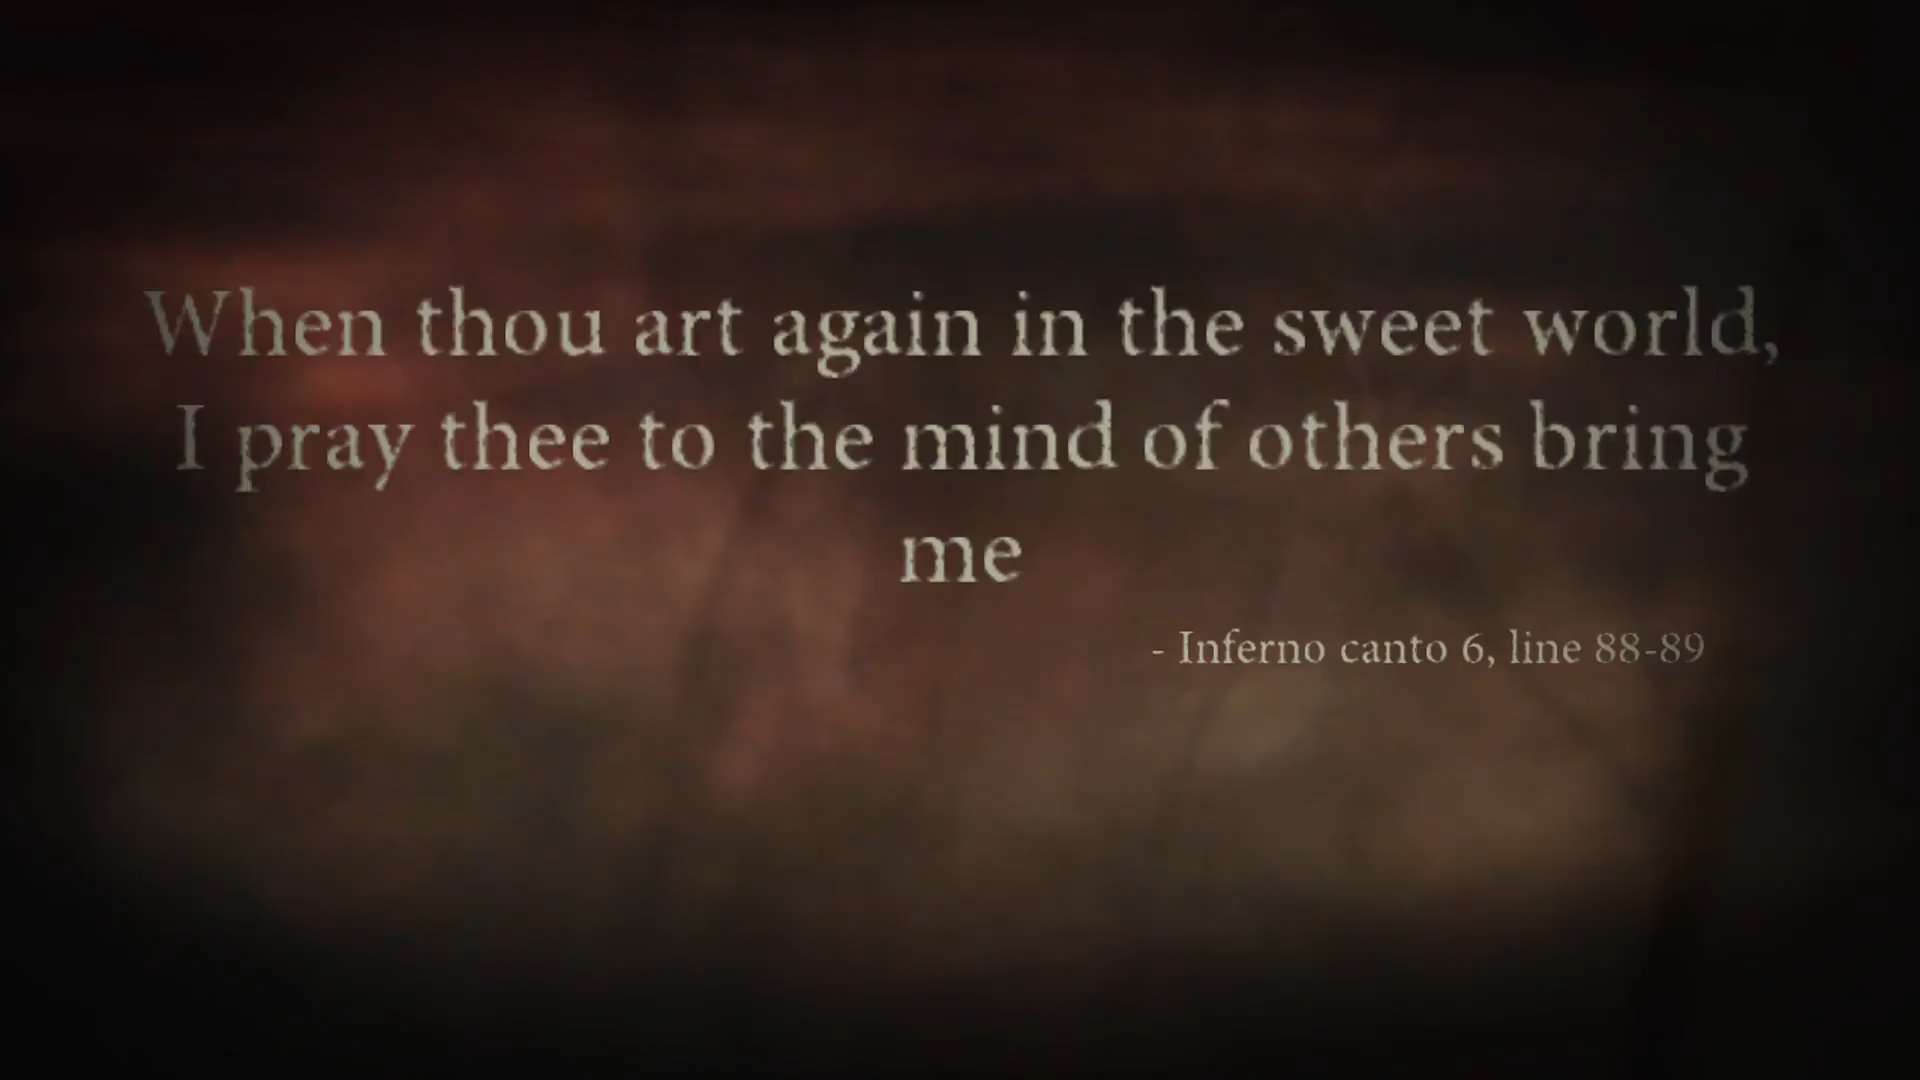 When thou art again in the sweet world,
I pray thee to the mind of others bring
me
- Inferno canto 6, line 88-89